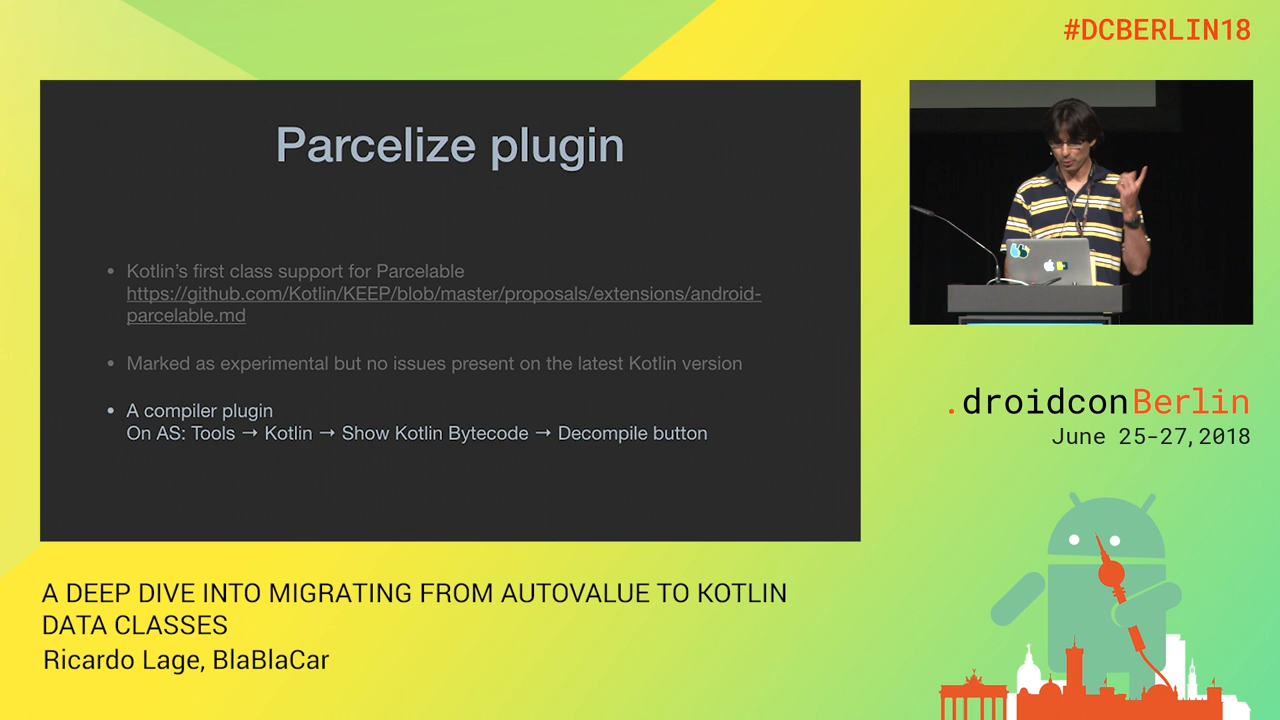 #DCBERLIN18
Parcelize plugin
• Kotlin’s first class support for Parcelable
https://github.com/Kotlin/KEEP/blob/master/proposals/extensions/android-
parcelable.md
• Marked as experimental but no issues present on the latest Kotlin version
• A compiler plugin
On AS: Tools → Kotlin → Show Kotlin Bytecode → Decompile button
.droidconBerlin
June 25-27, 2018
A DEEP DIVE INTO MIGRATING FROM AUTOVALUE TO KOTLIN
DATA CLASSES
Ricardo Lage, BlaBlaCar